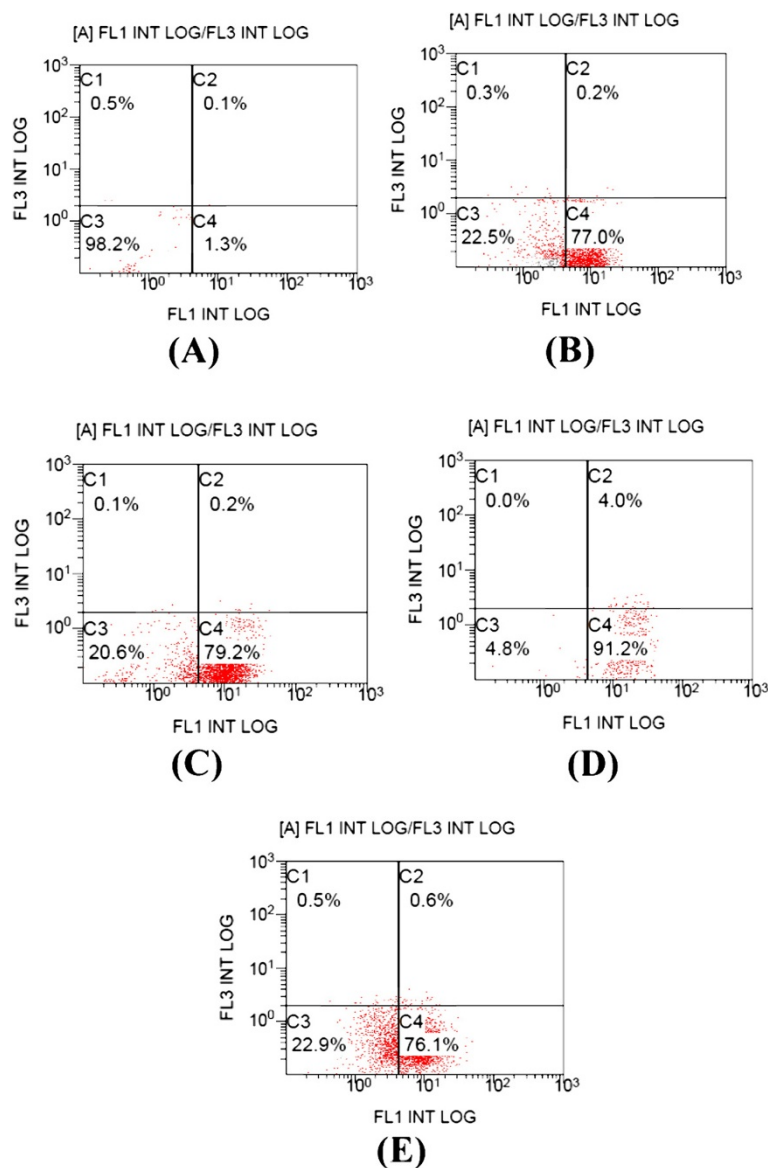 [A] FL1 INT LOG/FL3 INT LOG
10³
C1
C2
0.5%
0.1%
10²
FL3 INT LOG
10¹
10⁰
C3
C4
98.2%
1.3%
10⁰ 10¹ 10² 10³
FL1 INT LOG
(A)
[A] FL1 INT LOG/FL3 INT LOG
10³
C1
C2
0.3%
0.2%
10²
FL3 INT LOG
10¹
10⁰
C3
C4
22.5%
77.0%
10⁰ 10¹ 10² 10³
FL1 INT LOG
(B)
[A] FL1 INT LOG/FL3 INT LOG
10³
C1
C2
0.1%
0.2%
10²
FL3 INT LOG
10¹
10⁰
C3
C4
20.6%
79.2%
10⁰ 10¹ 10² 10³
FL1 INT LOG
(C)
[A] FL1 INT LOG/FL3 INT LOG
10³
C1
C2
0.0%
4.0%
10²
FL3 INT LOG
10¹
10⁰
C3
C4
4.8%
91.2%
10⁰ 10¹ 10² 10³
FL1 INT LOG
(D)
[A] FL1 INT LOG/FL3 INT LOG
10³
C1
C2
0.5%
0.6%
10²
FL3 INT LOG
10¹
10⁰
C3
C4
22.9%
76.1%
10⁰ 10¹ 10² 10³
FL1 INT LOG
(E)